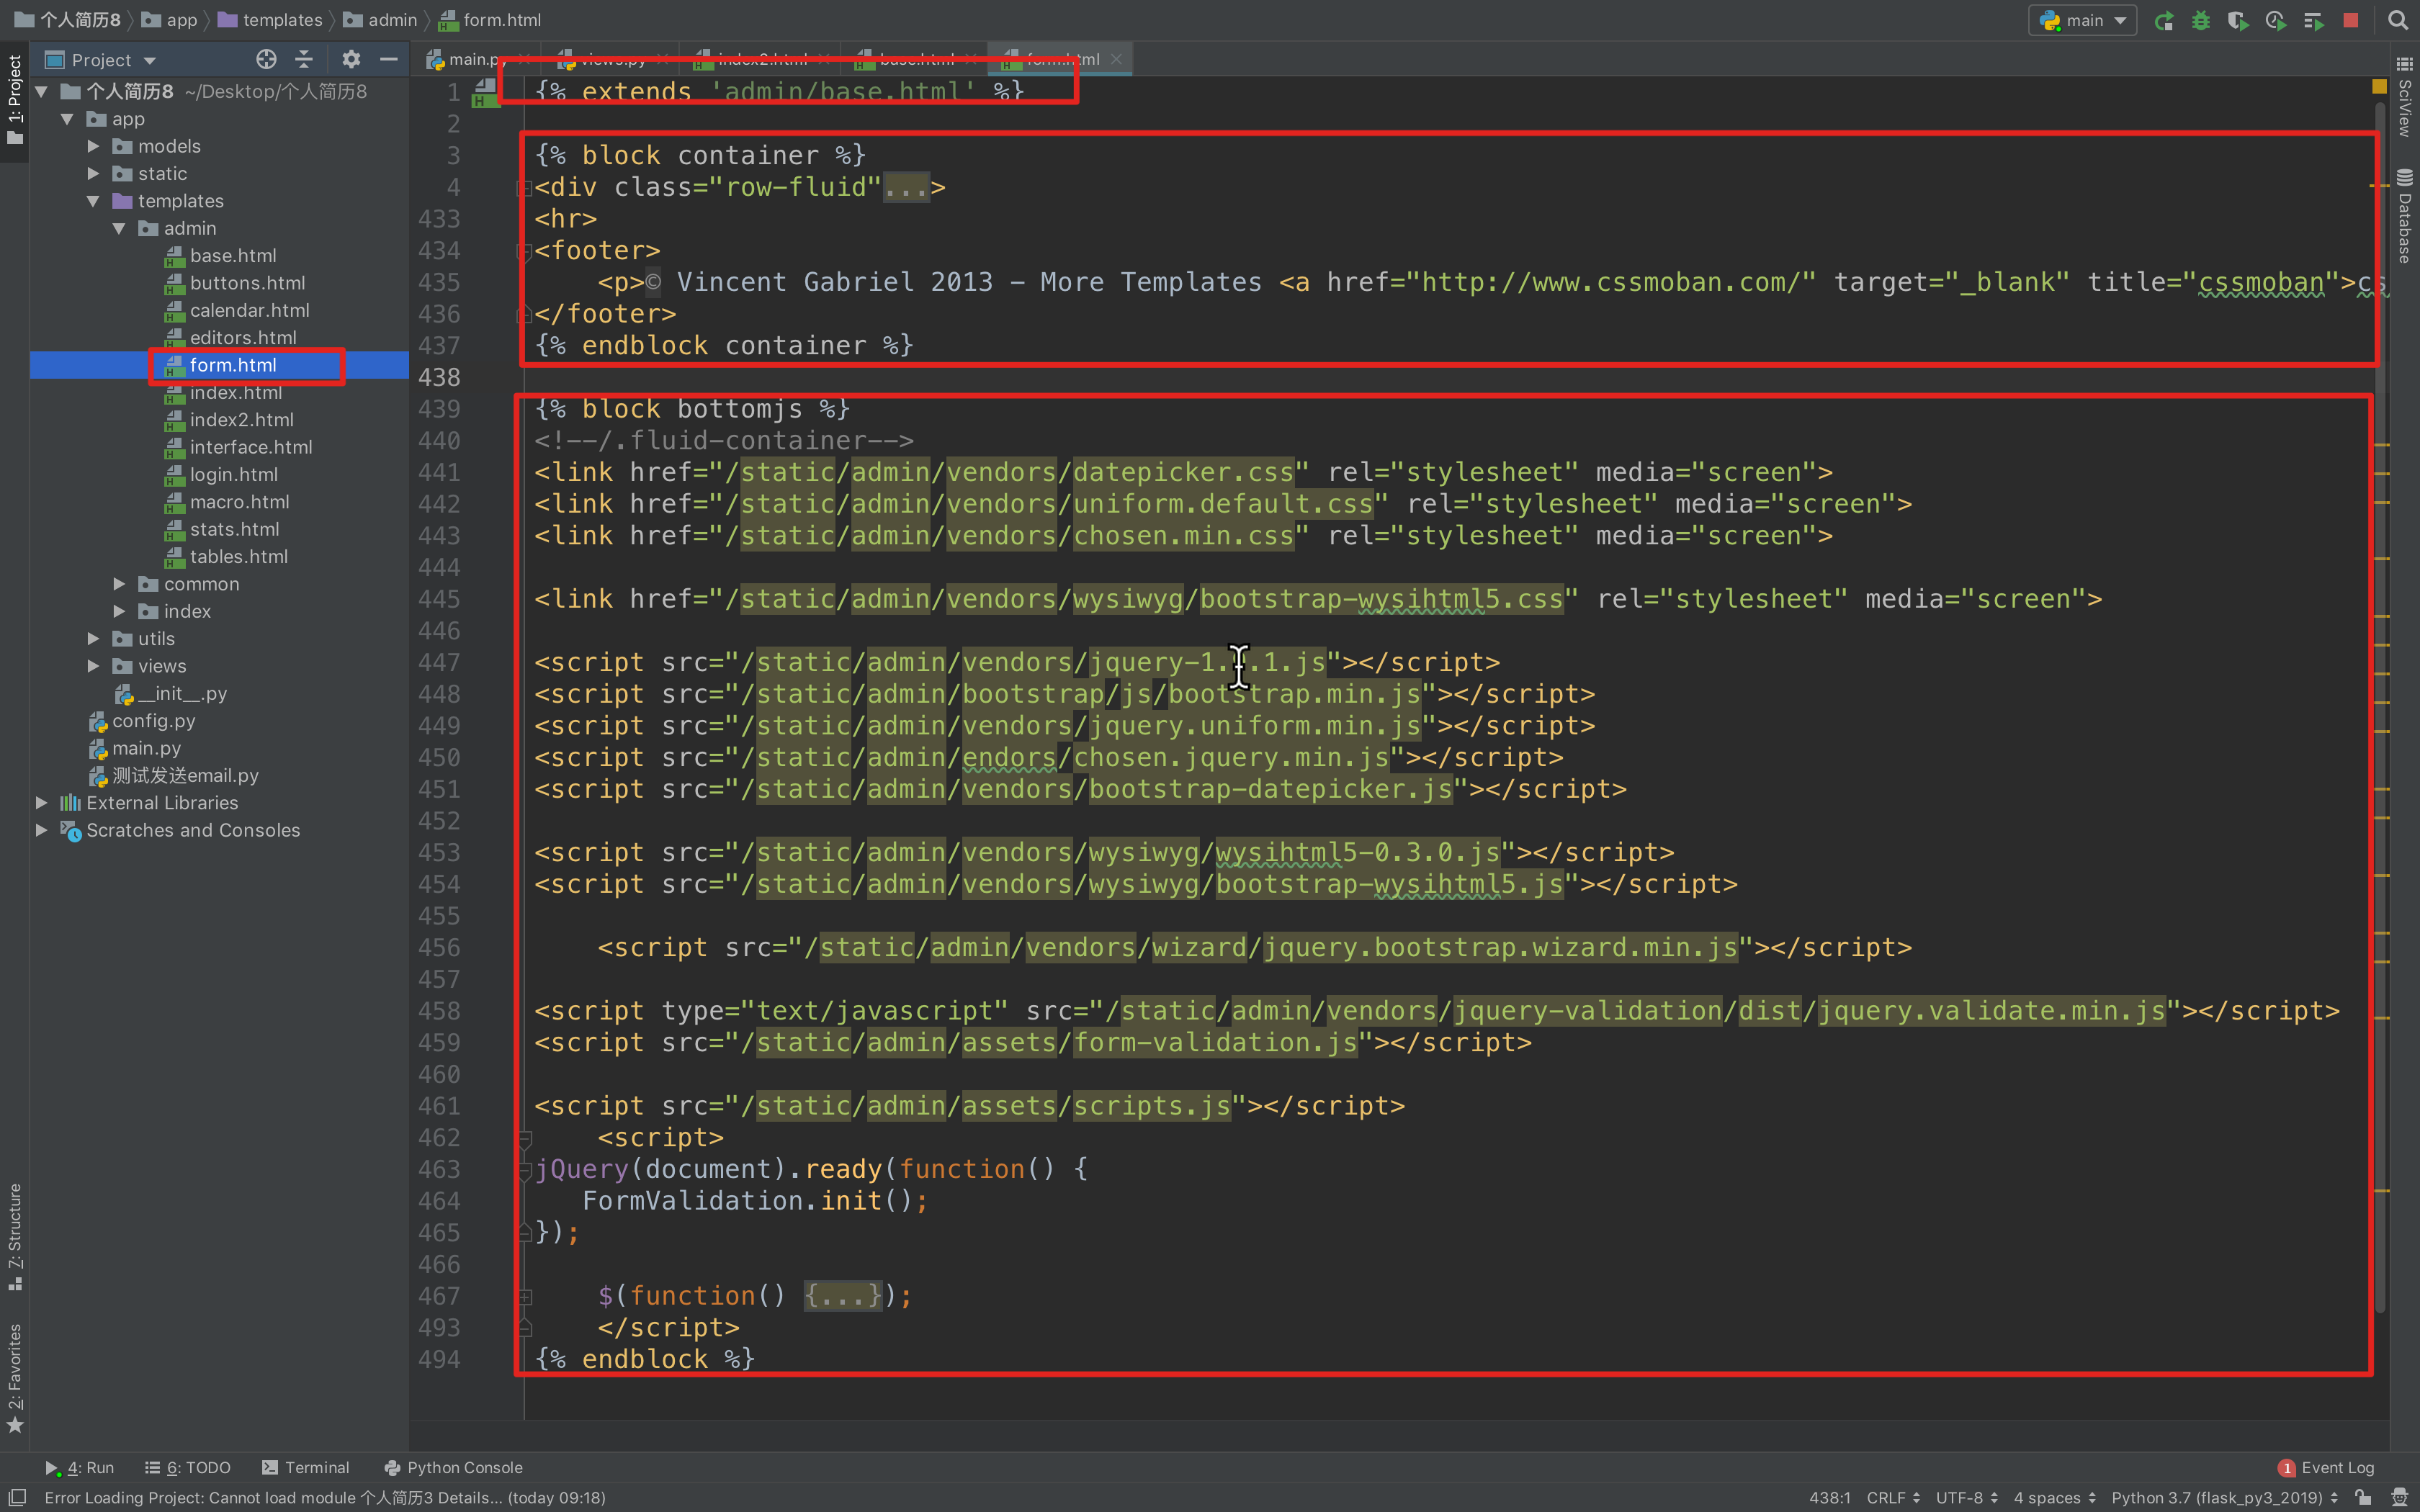 个人简历8 app templates admin form.html
main
1: Project
Project
main.py views.py index2.html base.html form.html
个人简历8 ~/Desktop/个人简历8
app
models
static
templates
admin
base.html
buttons.html
calendar.html
editors.html
form.html
index.html
index2.html
interface.html
login.html
macro.html
stats.html
tables.html
common
index
utils
views
__init__.py
config.py
main.py
测试发送email.py
External Libraries
Scratches and Consoles
7: Structure
2: Favorites
1 {% extends 'admin/base.html' %}
2
3 {% block container %}
4 <div class="row-fluid"...>
433 <hr>
434 <footer>
435 <p>© Vincent Gabriel 2013 - More Templates <a href="http://www.cssmoban.com/" target="_blank" title="cssmoban">cs
436 </footer>
437 {% endblock container %}
438
439 {% block bottomjs %}
440 <!--/.fluid-container-->
441 <link href="/static/admin/vendors/datepicker.css" rel="stylesheet" media="screen">
442 <link href="/static/admin/vendors/uniform.default.css" rel="stylesheet" media="screen">
443 <link href="/static/admin/vendors/chosen.min.css" rel="stylesheet" media="screen">
444
445 <link href="/static/admin/vendors/wysiwyg/bootstrap-wysihtml5.css" rel="stylesheet" media="screen">
446
447 <script src="/static/admin/vendors/jquery-1. .1.js"></script>
448 <script src="/static/admin/bootstrap/js/bootstrap.min.js"></script>
449 <script src="/static/admin/vendors/jquery.uniform.min.js"></script>
450 <script src="/static/admin/endors/chosen.jquery.min.js"></script>
451 <script src="/static/admin/vendors/bootstrap-datepicker.js"></script>
452
453 <script src="/static/admin/vendors/wysiwyg/wysihtml5-0.3.0.js"></script>
454 <script src="/static/admin/vendors/wysiwyg/bootstrap-wysihtml5.js"></script>
455
456 <script src="/static/admin/vendors/wizard/jquery.bootstrap.wizard.min.js"></script>
457
458 <script type="text/javascript" src="/static/admin/vendors/jquery-validation/dist/jquery.validate.min.js"></script>
459 <script src="/static/admin/assets/form-validation.js"></script>
460
461 <script src="/static/admin/assets/scripts.js"></script>
462 <script>
463 jQuery(document).ready(function() {
464 FormValidation.init();
465 });
466
467 $(function() {...});
493 </script>
494 {% endblock %}
SciView
Database
4: Run 6: TODO Terminal Python Console 1 Event Log
Error Loading Project: Cannot load module 个人简历3 Details... (today 09:18) 438:1 CRLF UTF-8 4 spaces Python 3.7 (flask_py3_2019)